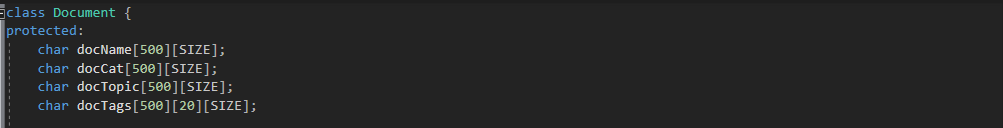 class Document {
protected:
    char docName[500][SIZE];
    char docCat[500][SIZE];
    char docTopic[500][SIZE];
    char docTags[500][20][SIZE];